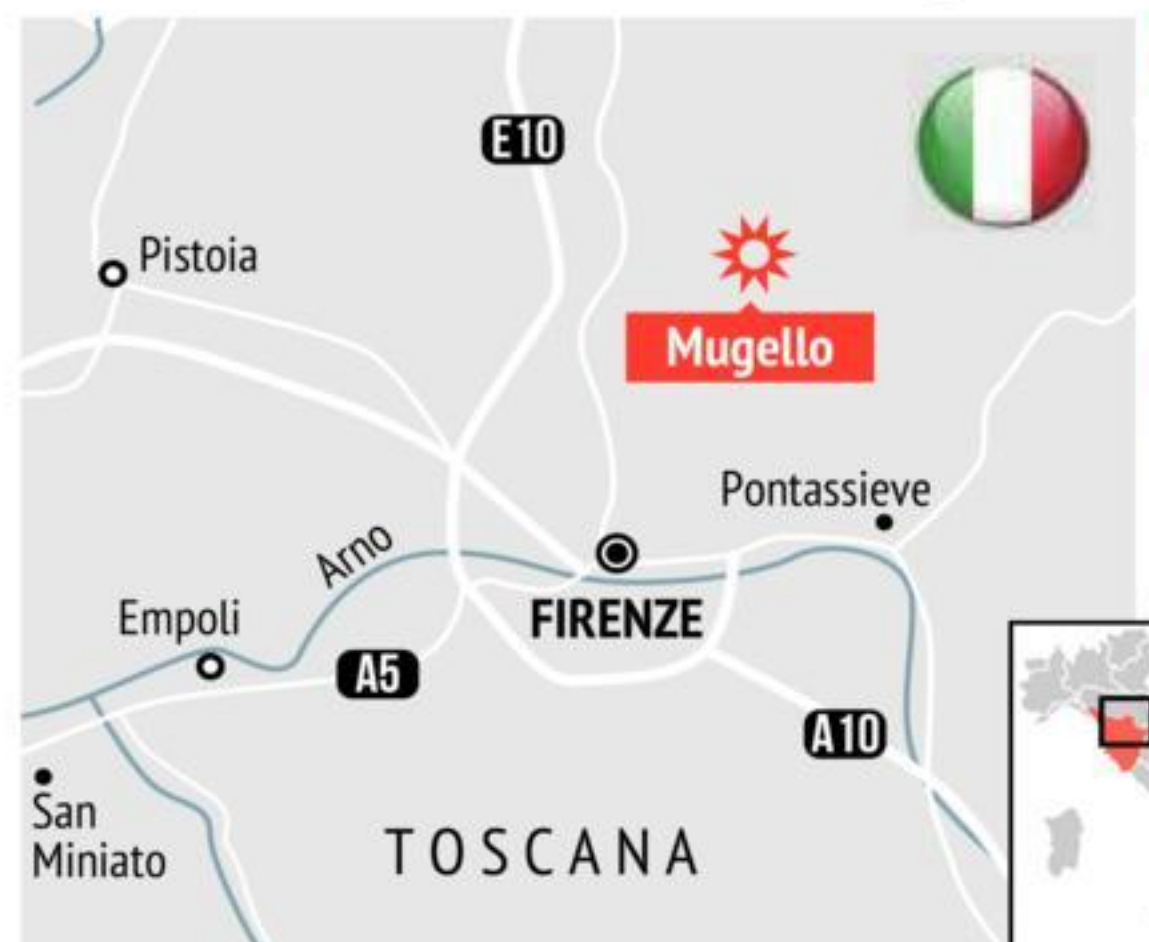 E10
Pistoia
Mugello
Pontassieve
Arno
Empoli
FIRENZE
A5
A10
San
Miniato
TOSCANA